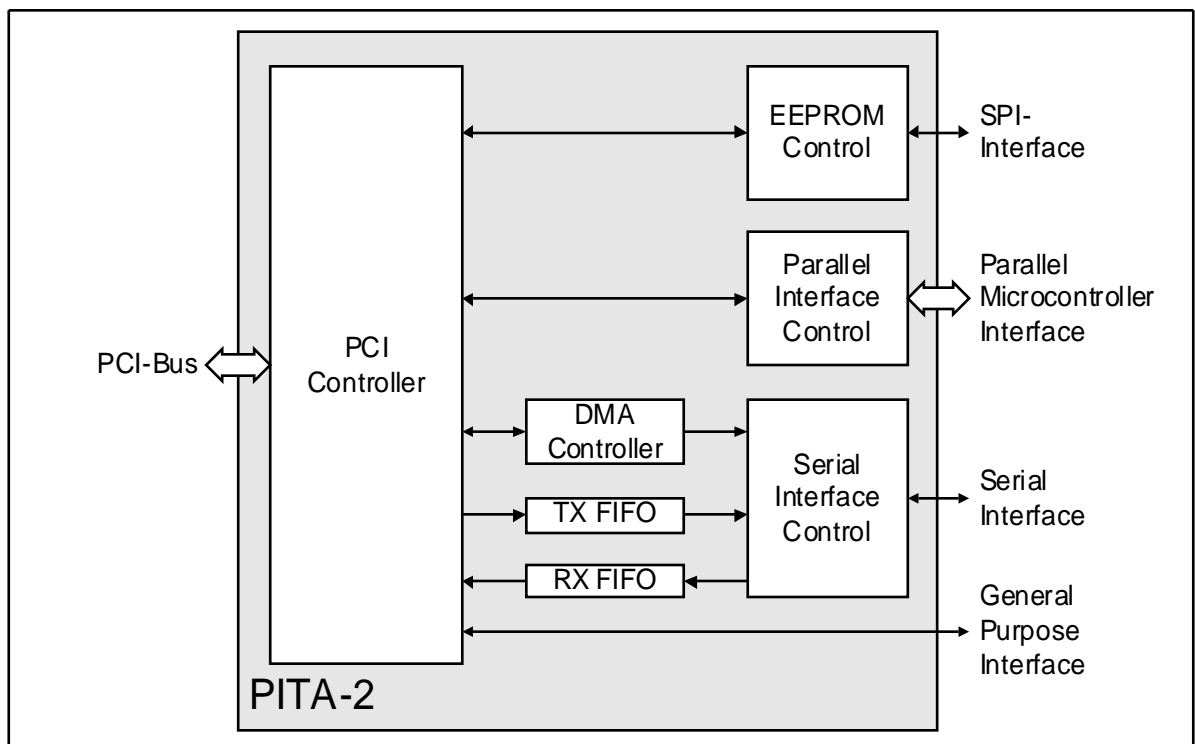 EEPROM
Control
SPI-
Interface
Parallel
Interface
Control
Parallel
Microcontroller
Interface
PCI-Bus
PCI
Controller
DMA
Controller
Serial
Interface
Control
TX FIFO
RX FIFO
Serial
Interface
General
Purpose
Interface
PITA-2